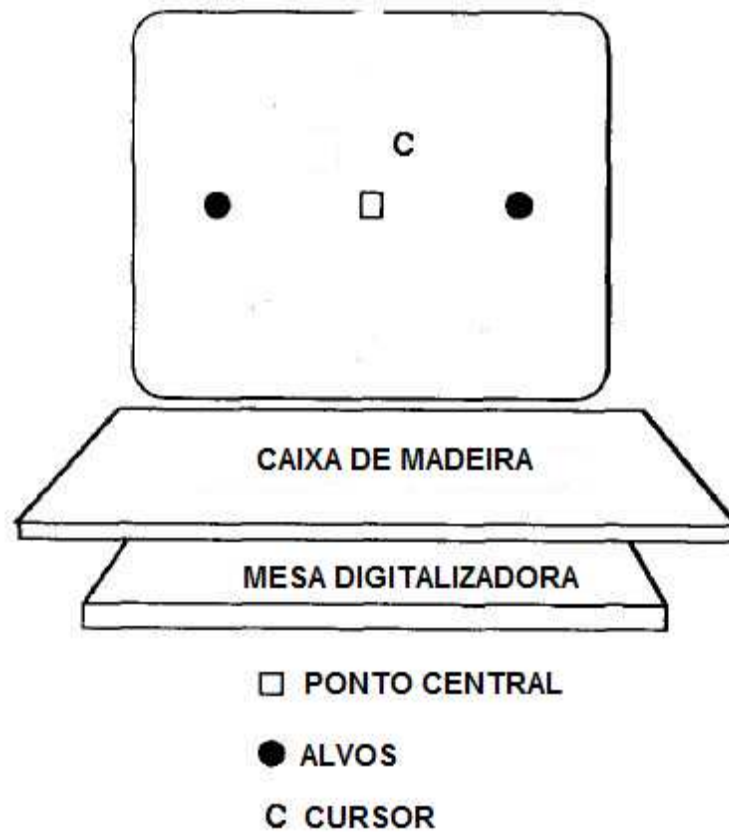 C
CAIXA DE MADEIRA
MESA DIGITALIZADORA
PONTO CENTRAL
ALVOS
C CURSOR